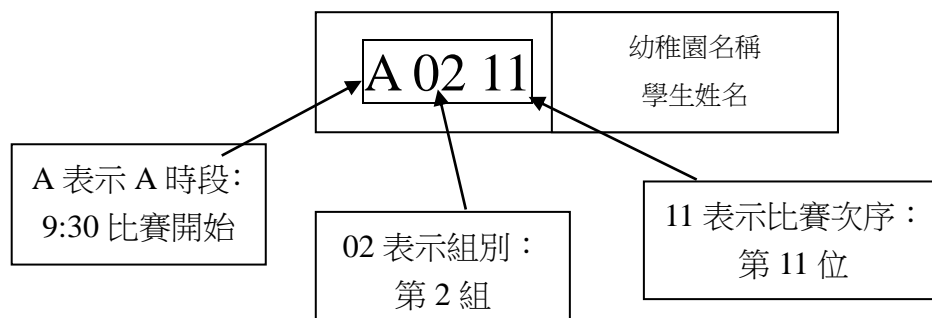 A 02 11
幼稚園名稱
學生姓名
A 表示 A 時段：
9:30 比賽開始
02 表示組別：
第 2 組
11 表示比賽次序：
第 11 位